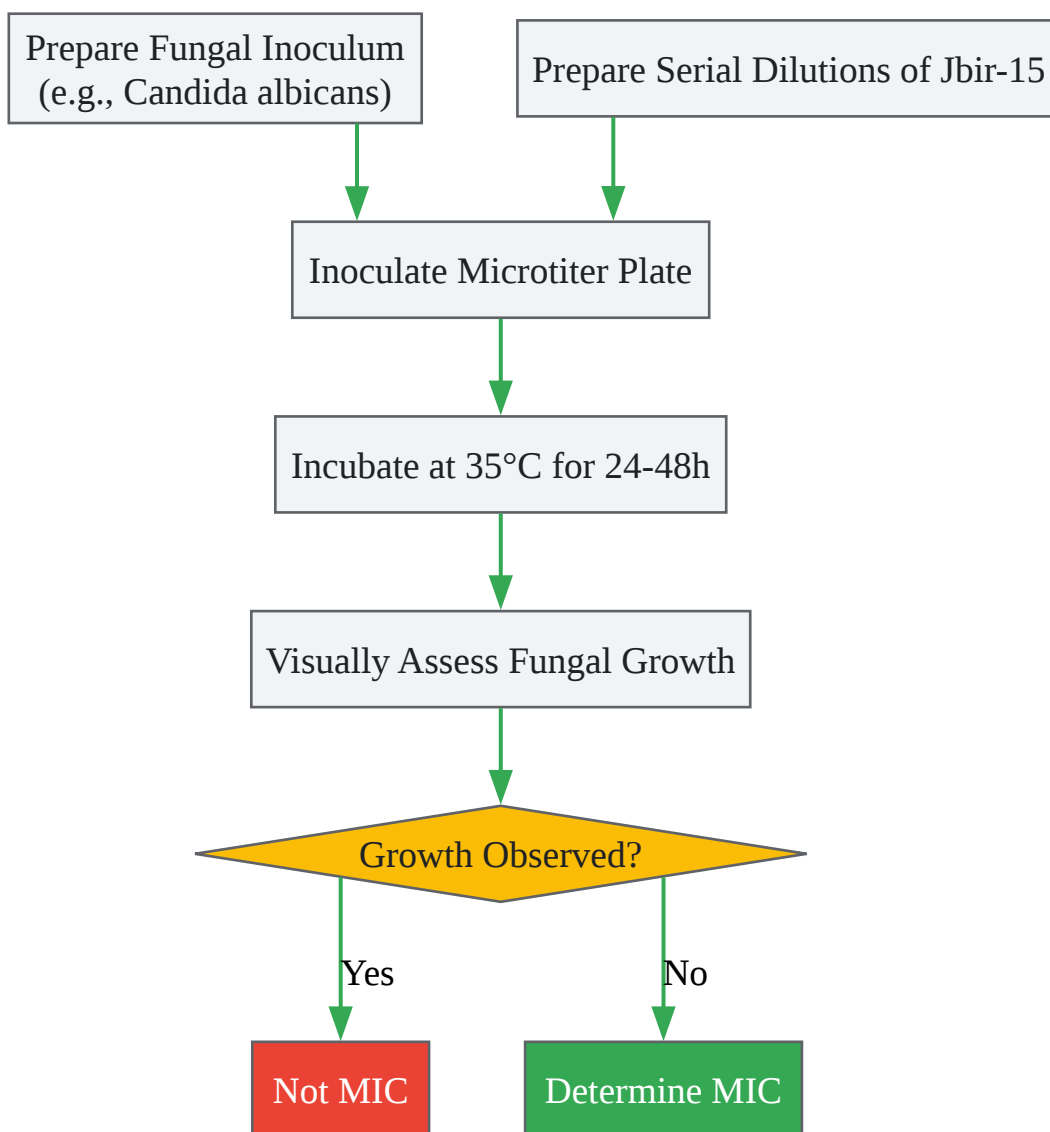 Prepare Fungal Inoculum
(e.g., Candida albicans)
Prepare Serial Dilutions of Jbir-15
Inoculate Microtiter Plate
Incubate at 35°C for 24-48h
Visually Assess Fungal Growth
Growth Observed?
Yes
No
Not MIC
Determine MIC